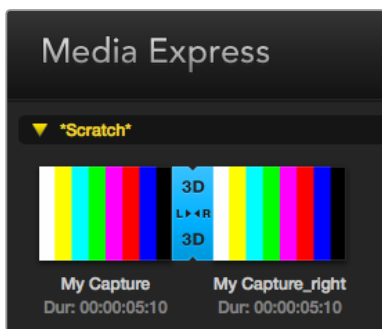 Media Express
*Scratch*
3D
L R
3D
My Capture
Dur: 00:00:05:10
My Capture_right
Dur: 00:00:05:10